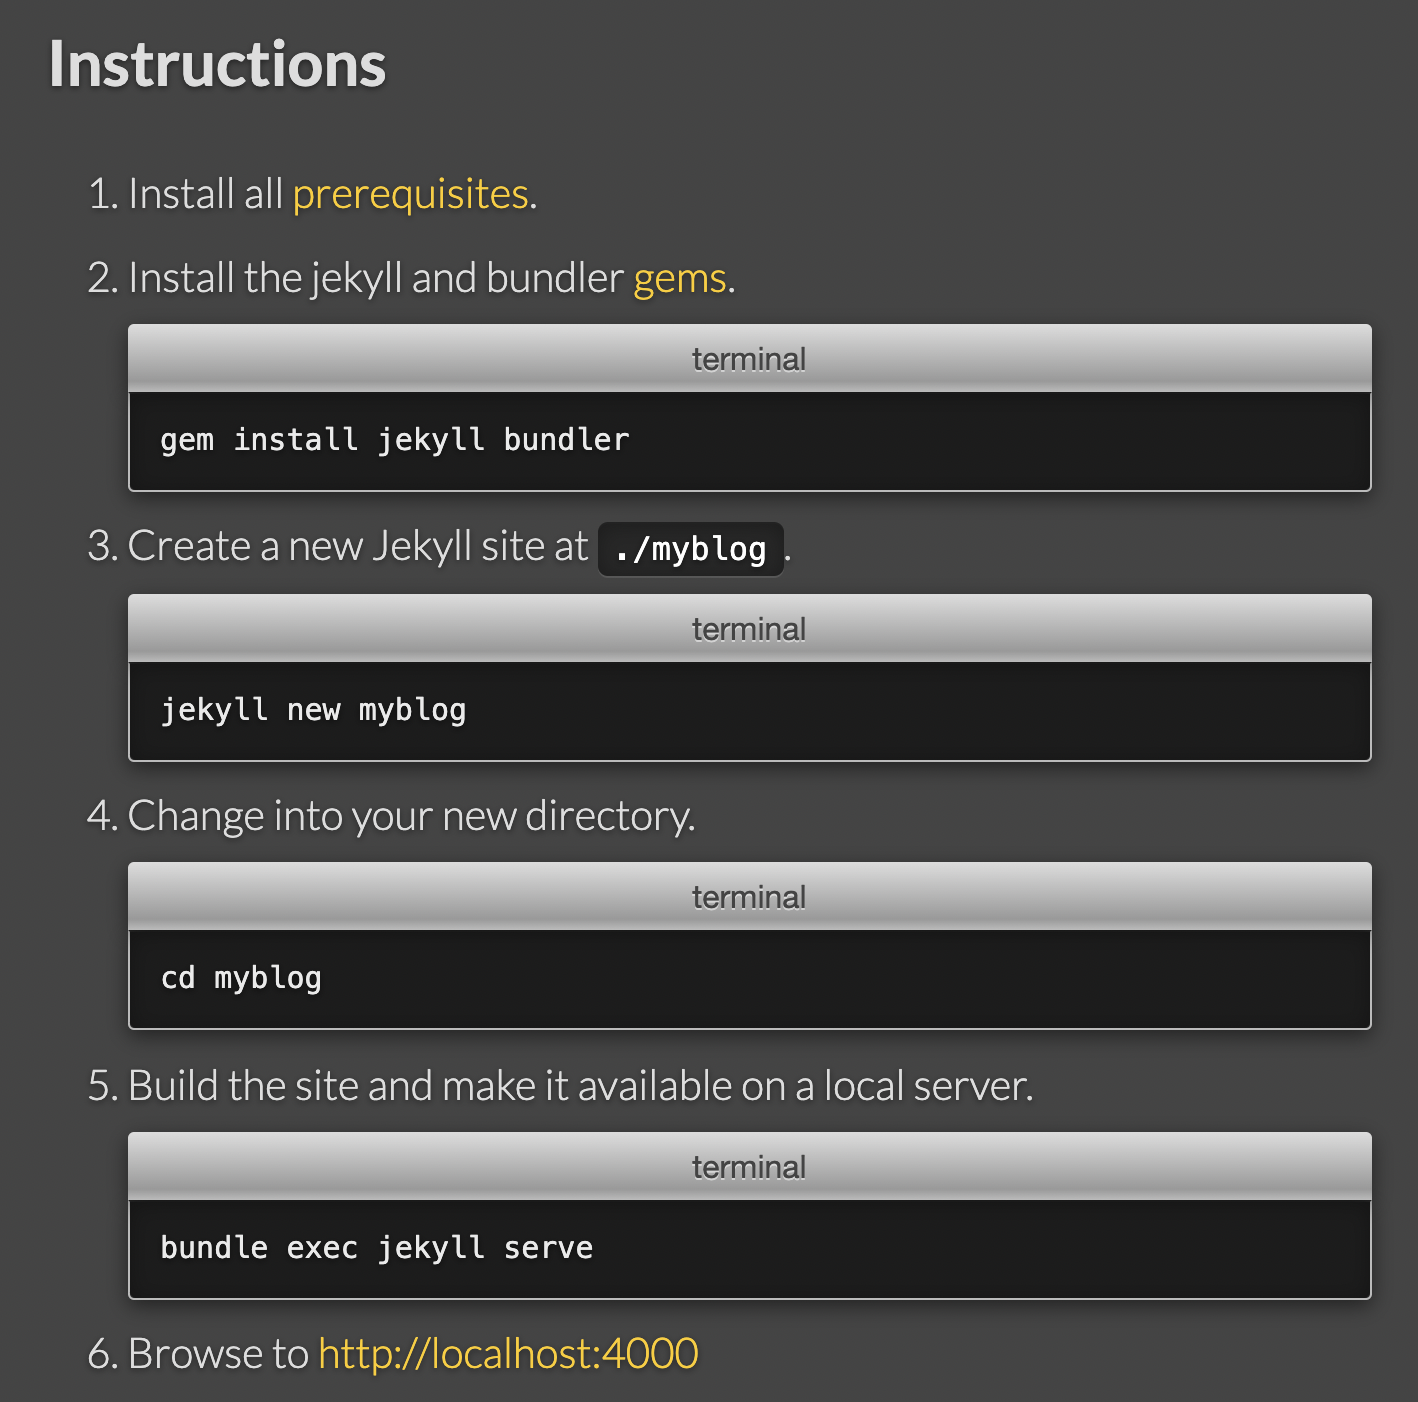 Instructions
1. Install all prerequisites.
2. Install the jekyll and bundler gems.
terminal
gem install jekyll bundler
3. Create a new Jekyll site at ./myblog.
terminal
jekyll new myblog
4. Change into your new directory.
terminal
cd myblog
5. Build the site and make it available on a local server.
terminal
bundle exec jekyll serve
6. Browse to http://localhost:4000